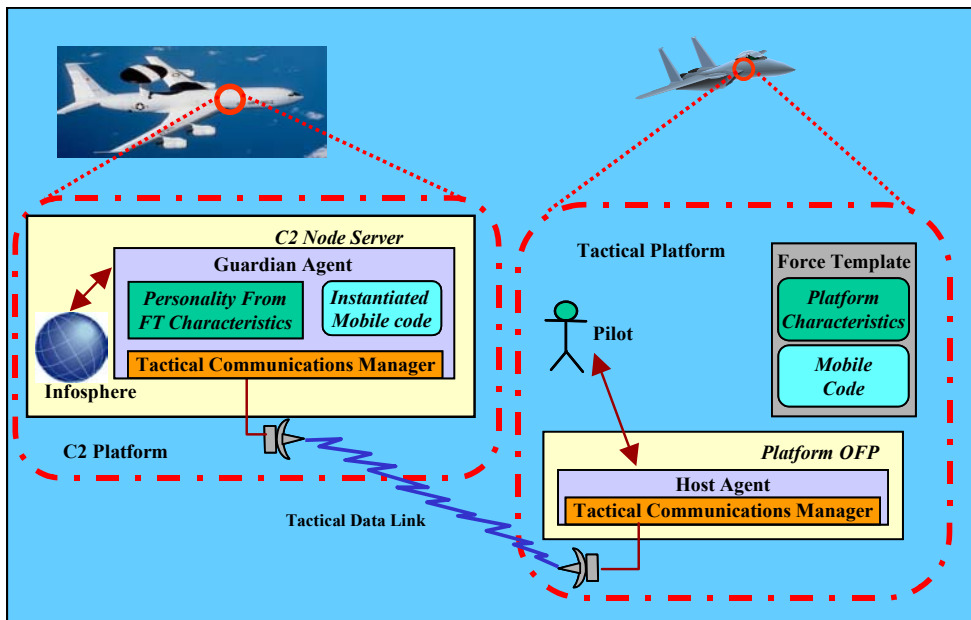 C2 Node Server
Guardian Agent
Personality From
FT Characteristics
Instantiated
Mobile code
Tactical Communications Manager
Infosphere
C2 Platform
Tactical Data Link
Tactical Platform
Force Template
Platform
Characteristics
Mobile
Code
Pilot
Platform OFP
Host Agent
Tactical Communications Manager